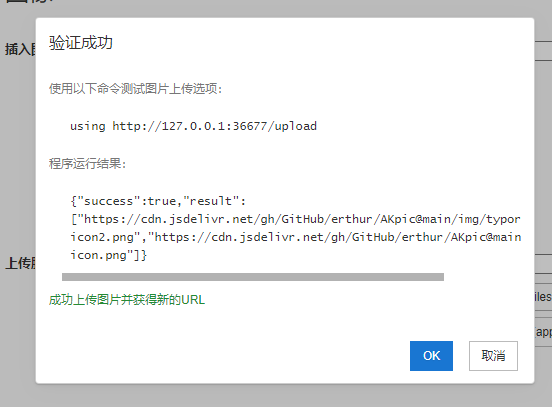 插入
验证成功
使用以下命令测试图片上传选项:
using http://127.0.0.1:36677/upload
程序运行结果:
{"success":true,"result":
["https://cdn.jsdelivr.net/gh/GitHub/erthur/AKpic@main/img/typor
icon2.png","https://cdn.jsdelivr.net/gh/GitHub/erthur/AKpic@main
icon.png"]}
上传
成功上传图片并获得新的URL
iles
app
OK 取消